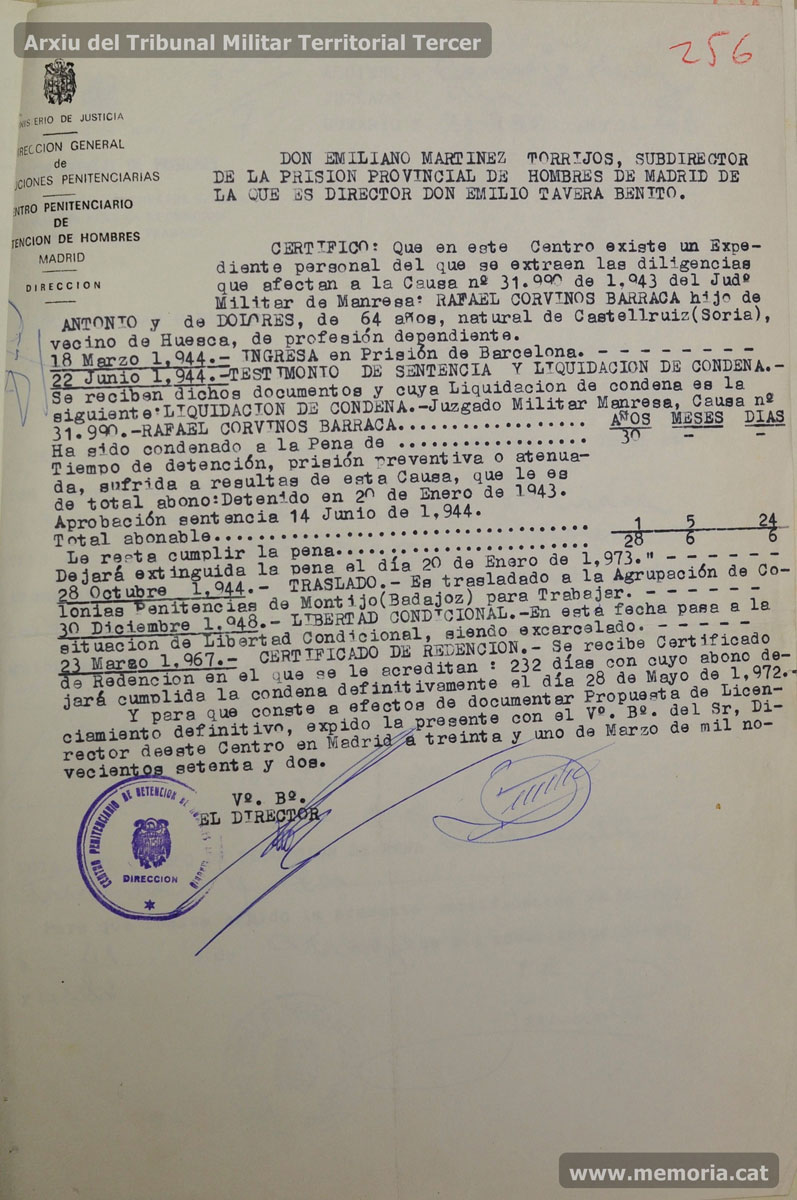 Arxiu del Tribunal Militar Territorial Tercer
256
NISTERIO DE JUSTICIA
IRECCION GENERAL
de
UCIONES PENITENCIARIAS
NTRO PENITENCIARIO
DE
TENCION DE HOMBRES
MADRID
DIRECCION
DON EMILIANO MARTINEZ TORRIJOS, SUBDIRECTOR
DE LA PRISION PROVINCIAL DE HOMBRES DE MADRID DE
LA QUE ES DIRECTOR DON EMILIO TAVERA BENITO.
CERTIFICO: Que en este Centro existe un Expe-
diente personal del que se extraen las diligencias
que afectan a la Causa nº 31.990 de 1.943 del Judº
Militar de Manresa: RAFAEL CORVINOS BARRACA hijo de
ANTONIO y de DOLORES, de 64 años, natural de Castellruiz(Soria),
vecino de Huesca, de profesión dependiente.
18 Marzo 1,944.- INGRESA en Prisión de Barcelona. - - - - - - - -
22 Junio 1,944.-TESTIMONIO DE SENTENCIA Y LIQUIDACION DE CONDENA.-
Se reciben dichos documentos y cuya Liquidacion de condena es la
siguiente:LIQUIDACION DE CONDENA.-Juzgado Militar Manresa, Causa nº
31.990.-RAFAEL CORVINOS BARRACA................. AÑOS MESES DIAS
Ha sido condenado a la Pena de .................. 30 - -
Tiempo de detención, prisión preventiva o atenua-
da, sufrida a resultas de esta Causa, que le es
de total abono:Detenido en 20 de Enero de 1943.
Aprobación sentencia 14 Junio de 1,944.
Total abonable................................... 1 5 24
Le resta cumplir la pena........................ 28 6 6
Dejará extinguida la pena el día 20 de Enero de 1,973." - - - - - -
28 Octubre 1,944.- TRASLADO.- Es trasladado a la Agrupación de Co-
lonias Penitencias de Montijo(Badajoz) para Trabajar. - - - - - -
30 Diciembre 1,948.- LIBERTAD CONDICIONAL.-En esta fecha pasa a la
situacion de Libertad Condicional, siendo excarcelado. - - - - -
23 Marzo 1,967.- CERTIFICADO DE REDENCION.- Se recibe Certificado
de Redencion en el que se le acreditan : 232 días con cuyo abono de-
jará cumplida la condena definitivamente el día 28 de Mayo de 1,972.-
Y para que conste a efectos de documentar Propuesta de Licen-
ciamiento definitivo, expido la presente con el Vº. Bº. del Sr, Di-
rector deeste Centro en Madrid a treinta y uno de Marzo de mil no-
vecientos setenta y dos.
Vº. Bº.
EL DIRECTOR
CENTRO PENITENCIARIO DE DETENCION DE
DIRECCION
www.memoria.cat